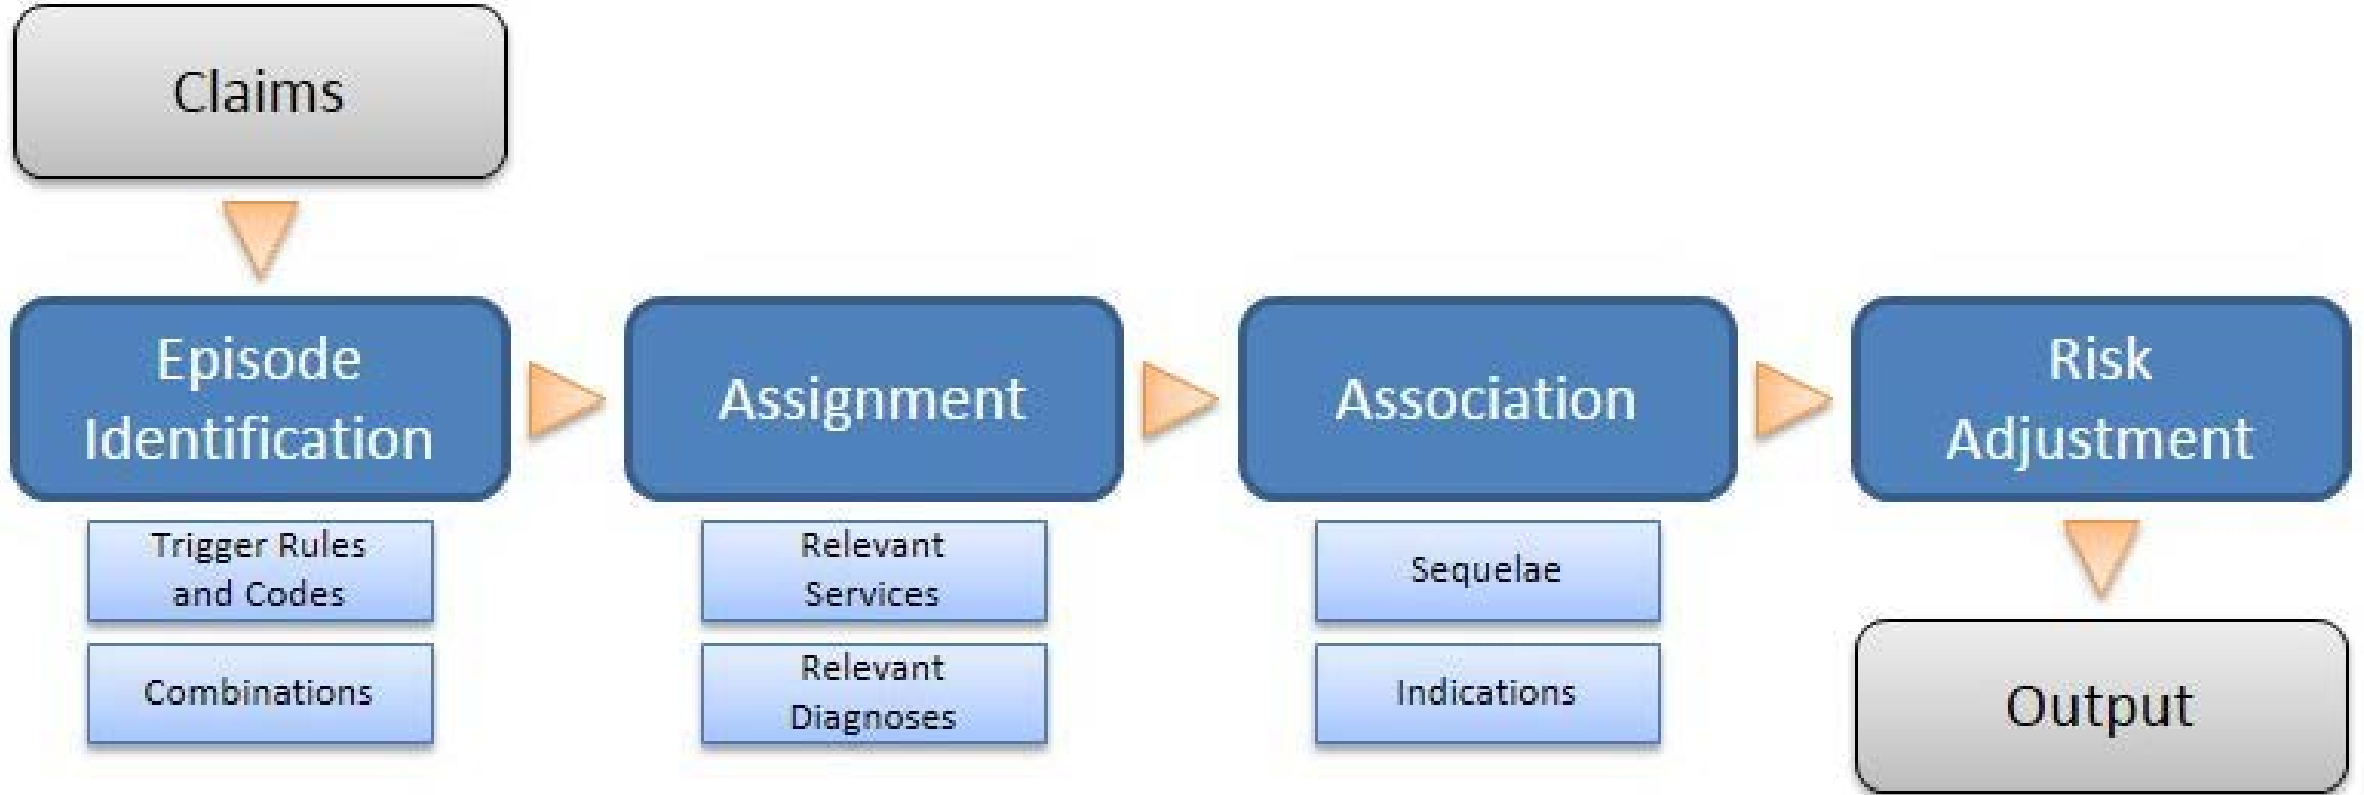 Claims
Episode
Identification
Trigger Rules
and Codes
Combinations
Assignment
Relevant
Services
Relevant
Diagnoses
Association
Sequelae
Indications
Risk
Adjustment
Output